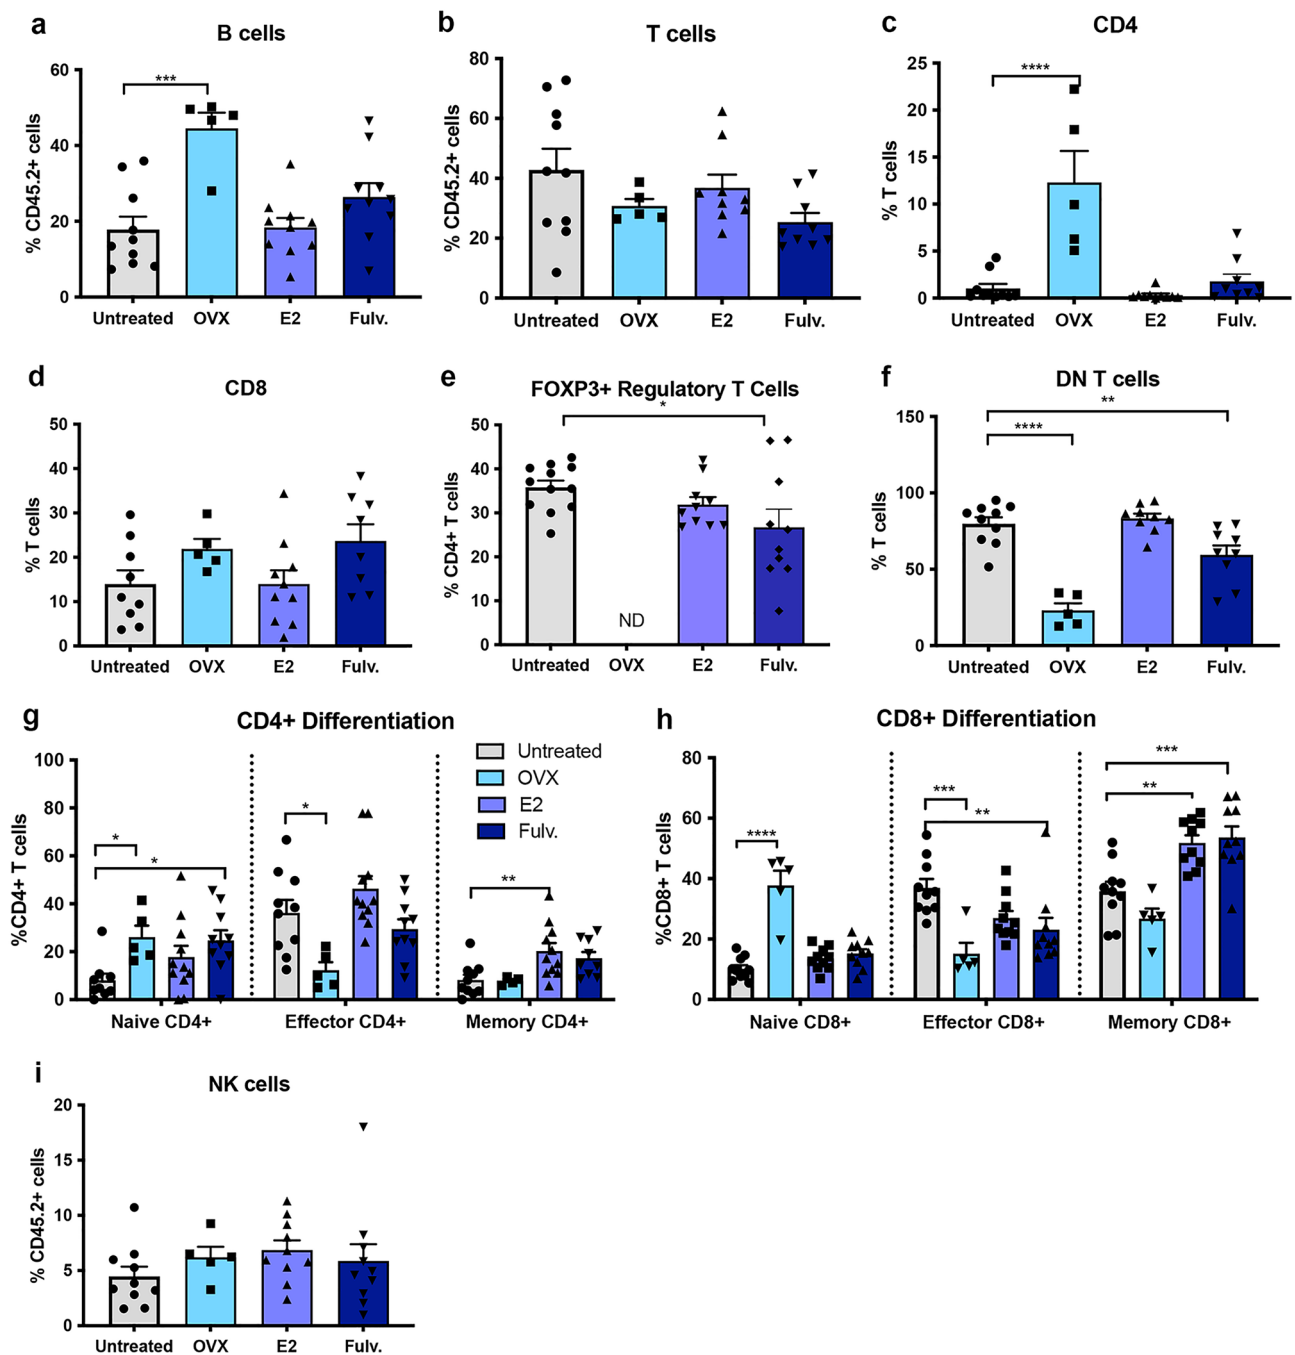 a
B cells
% CD45.2+ cells
60
40
20
0
***
Untreated OVX E2 Fulv.
b
T cells
% CD45.2+ cells
80
60
40
20
0
Untreated OVX E2 Fulv.
c
CD4
% T cells
25
20
15
10
5
0
****
Untreated OVX E2 Fulv.
d
CD8
% T cells
50
40
30
20
10
0
Untreated OVX E2 Fulv.
e
FOXP3+ Regulatory T Cells
% CD4+ T cells
50
40
30
20
10
0
*
ND
Untreated OVX E2 Fulv.
f
DN T cells
% T cells
150
100
50
0
**
****
Untreated OVX E2 Fulv.
g
CD4+ Differentiation
%CD4+ T cells
100
80
60
40
20
0
*
*
*
**
Untreated
OVX
E2
Fulv.
Naive CD4+ Effector CD4+ Memory CD4+
h
CD8+ Differentiation
%CD8+ T cells
80
60
40
20
0
****
***
**
***
**
Naive CD8+ Effector CD8+ Memory CD8+
i
NK cells
% CD45.2+ cells
20
15
10
5
0
Untreated OVX E2 Fulv.